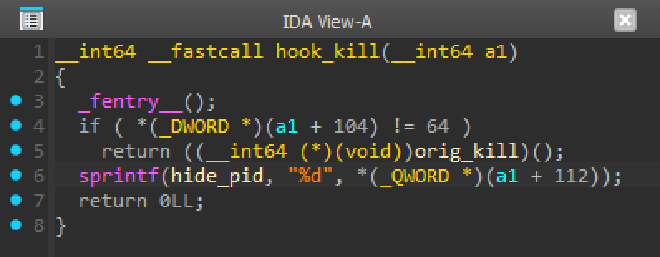 IDA View-A
1 __int64 __fastcall hook_kill(__int64 a1)
2 {
3 _fentry__();
4 if ( *(_DWORD *)(a1 + 104) != 64 )
5 return ((__int64 (*)(void))orig_kill)();
6 sprintf(hide_pid, "%d", *(_QWORD *)(a1 + 112));
7 return 0LL;
8 }